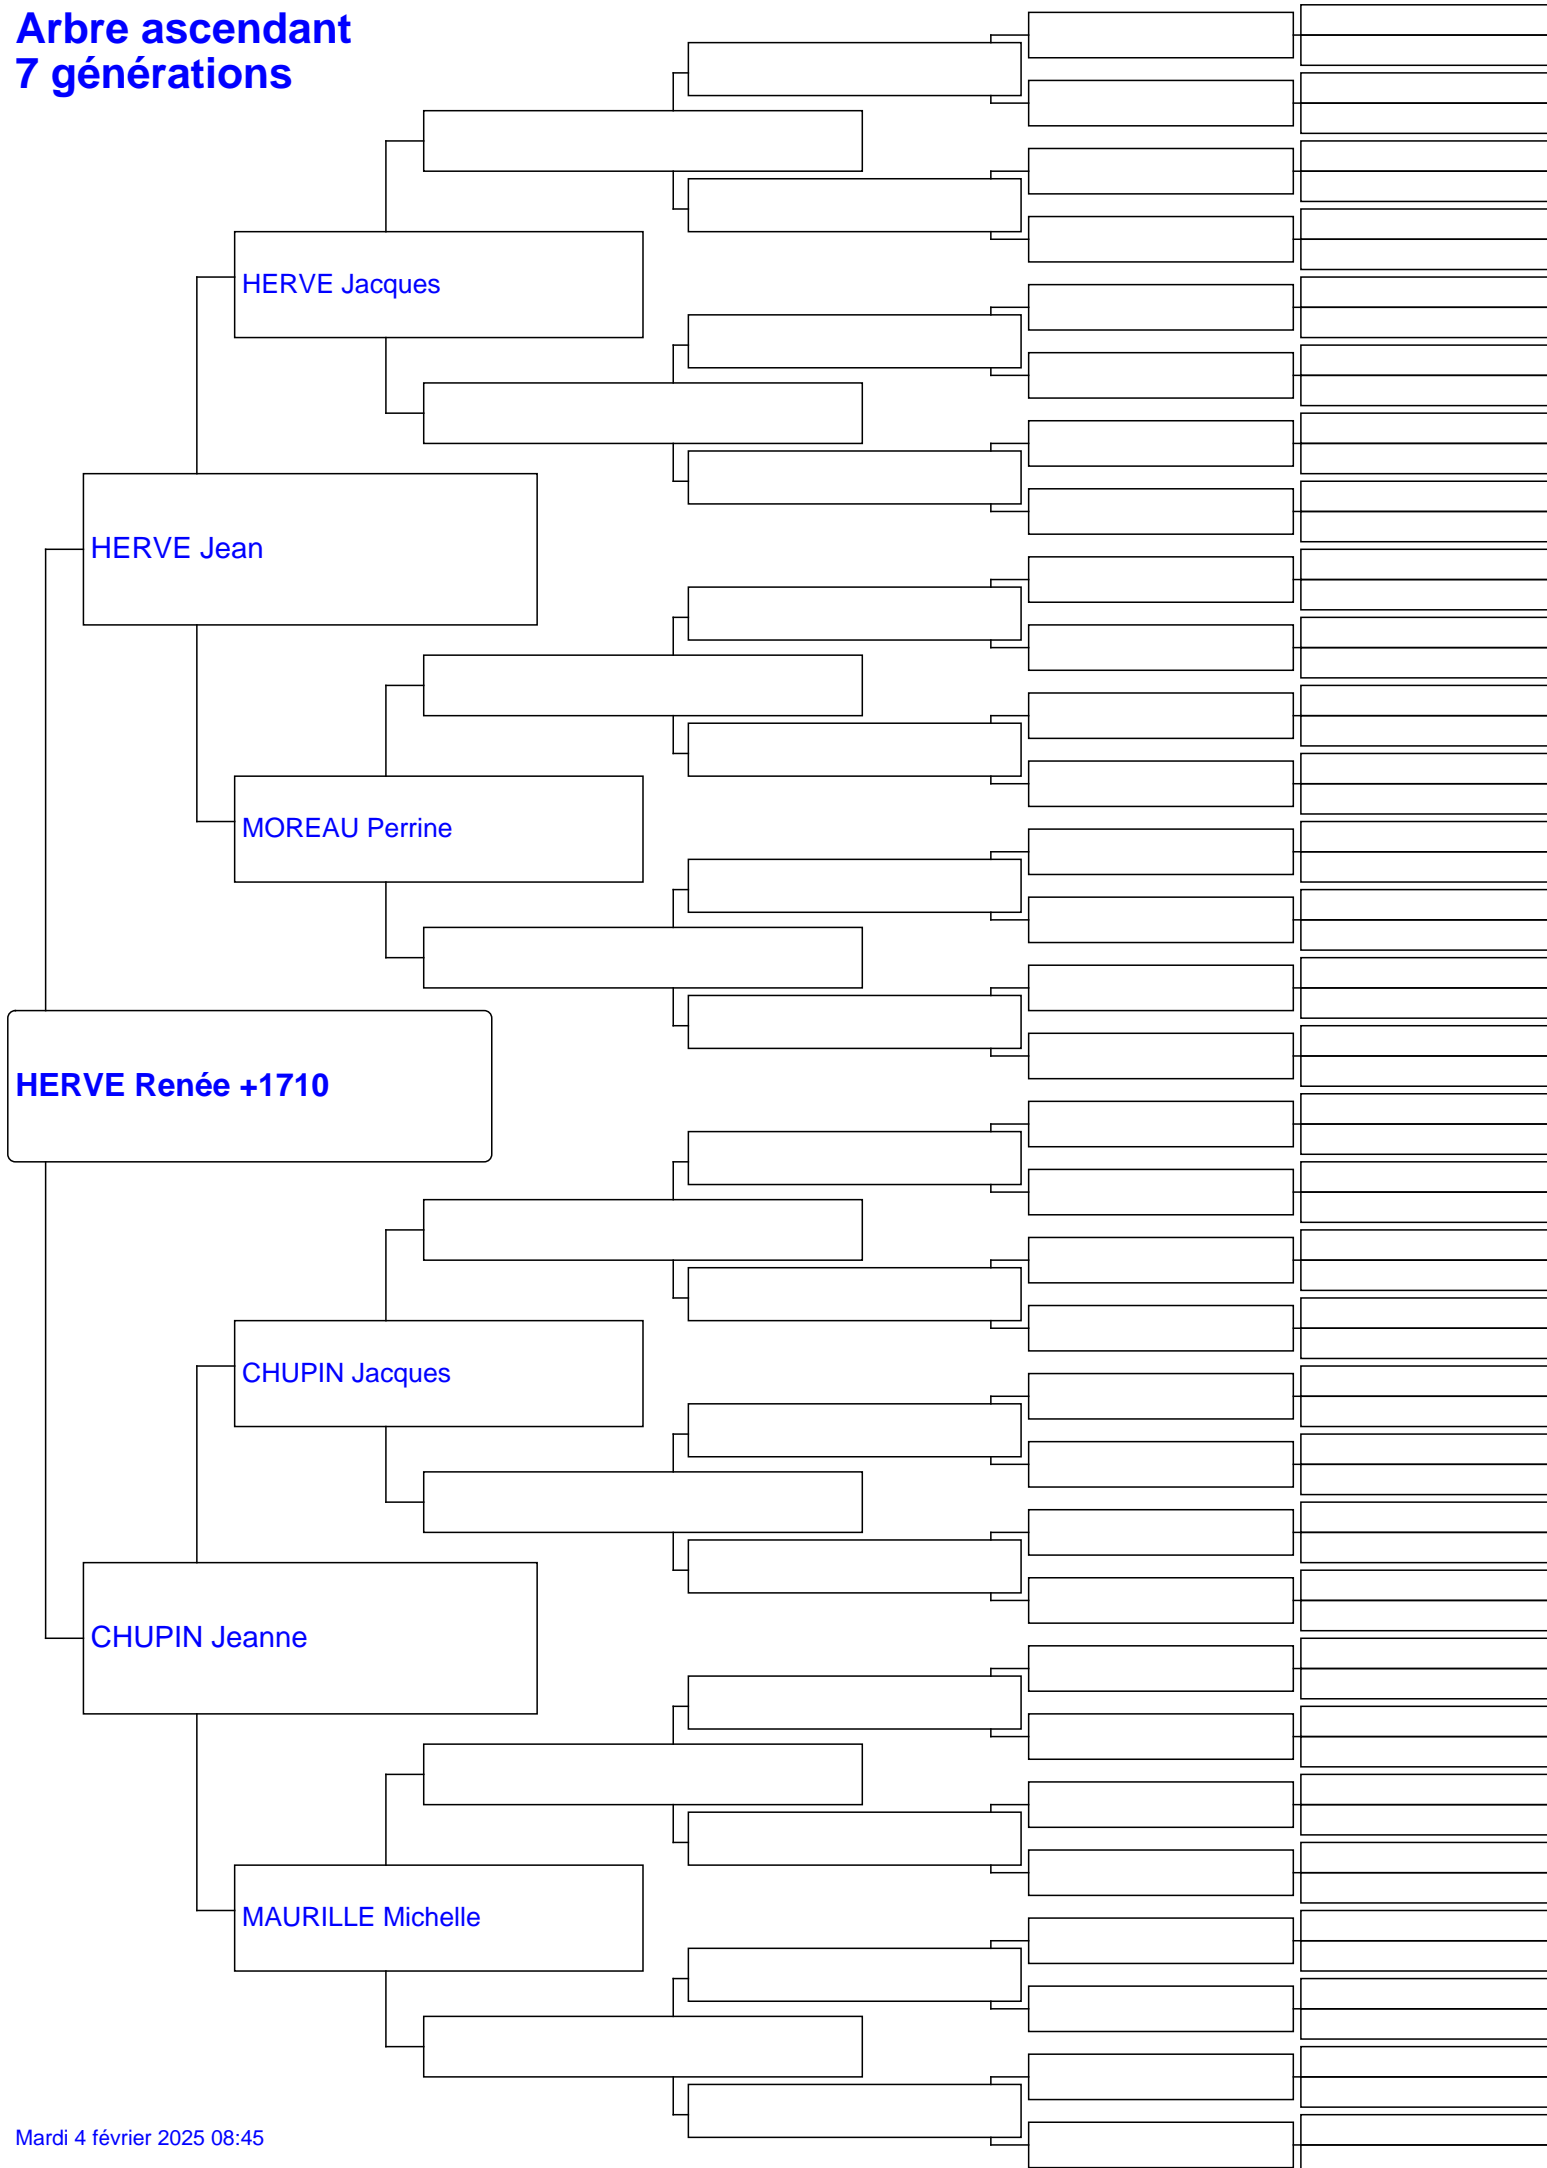 Arbre ascendant
7 générations
HERVE Jacques
HERVE Jean
MOREAU Perrine
HERVE Renée +1710
CHUPIN Jacques
CHUPIN Jeanne
MAURILLE Michelle
Mardi 4 février 2025 08:45